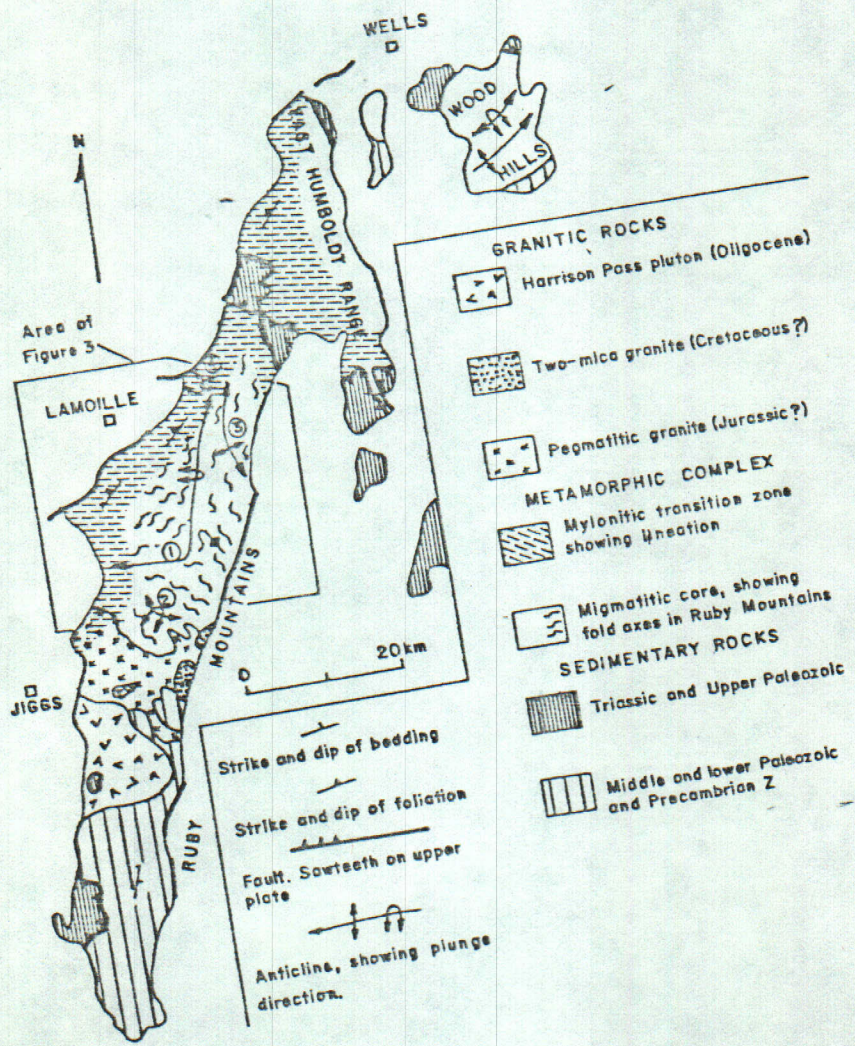 WELLS
WOOD
HILLS
N
EAST HUMBOLDT
RANGE
Area of
Figure 3
LAMOILLE
3
1
2
MOUNTAINS
0
20 km
JIGGS
RUBY
GRANITIC ROCKS
Harrison Pass pluton (Oligocene)
Two-mica granite (Cretaceous?)
Pegmatitic granite (Jurassic?)
METAMORPHIC COMPLEX
Mylonitic transition zone
showing lineation
Migmatitic core, showing
fold axes in Ruby Mountains
SEDIMENTARY ROCKS
Triassic and Upper Paleozoic
Middle and lower Paleozoic
and Precambrian Z
Strike and dip of bedding
Strike and dip of foliation
Fault. Sawteeth on upper
plate
Anticline, showing plunge
direction.